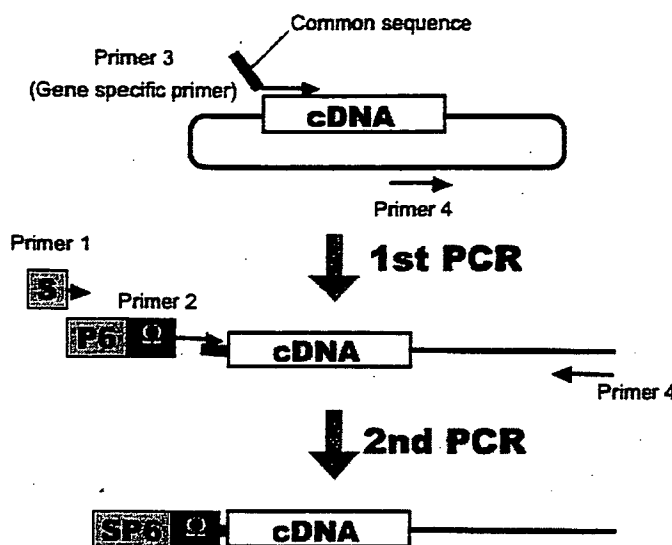 Common sequence
Primer 3
(Gene specific primer)
cDNA
Primer 4
1st PCR
Primer 1
S
Primer 2
P6 Ω
cDNA
Primer 4
2nd PCR
SP6 Ω
cDNA